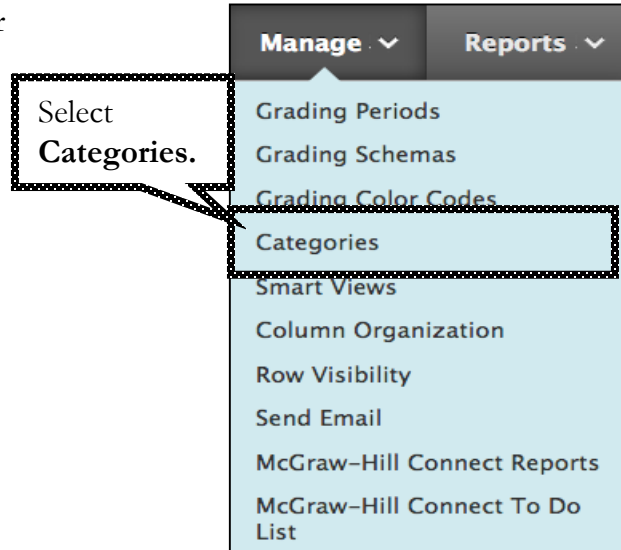 r
Manage Reports
Select
Categories.
Grading Periods
Grading Schemas
Grading Color Codes
Categories
Smart Views
Column Organization
Row Visibility
Send Email
McGraw-Hill Connect Reports
McGraw-Hill Connect To Do
List